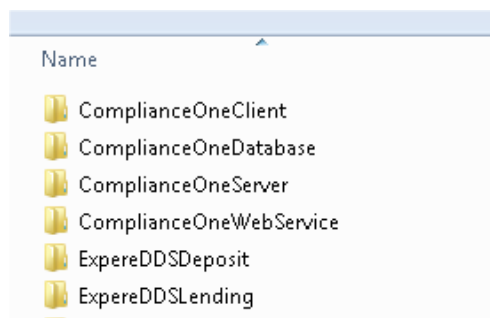 Name
ComplianceOneClient
ComplianceOneDatabase
ComplianceOneServer
ComplianceOneWebService
ExpereDDSDeposit
ExpereDDSLending